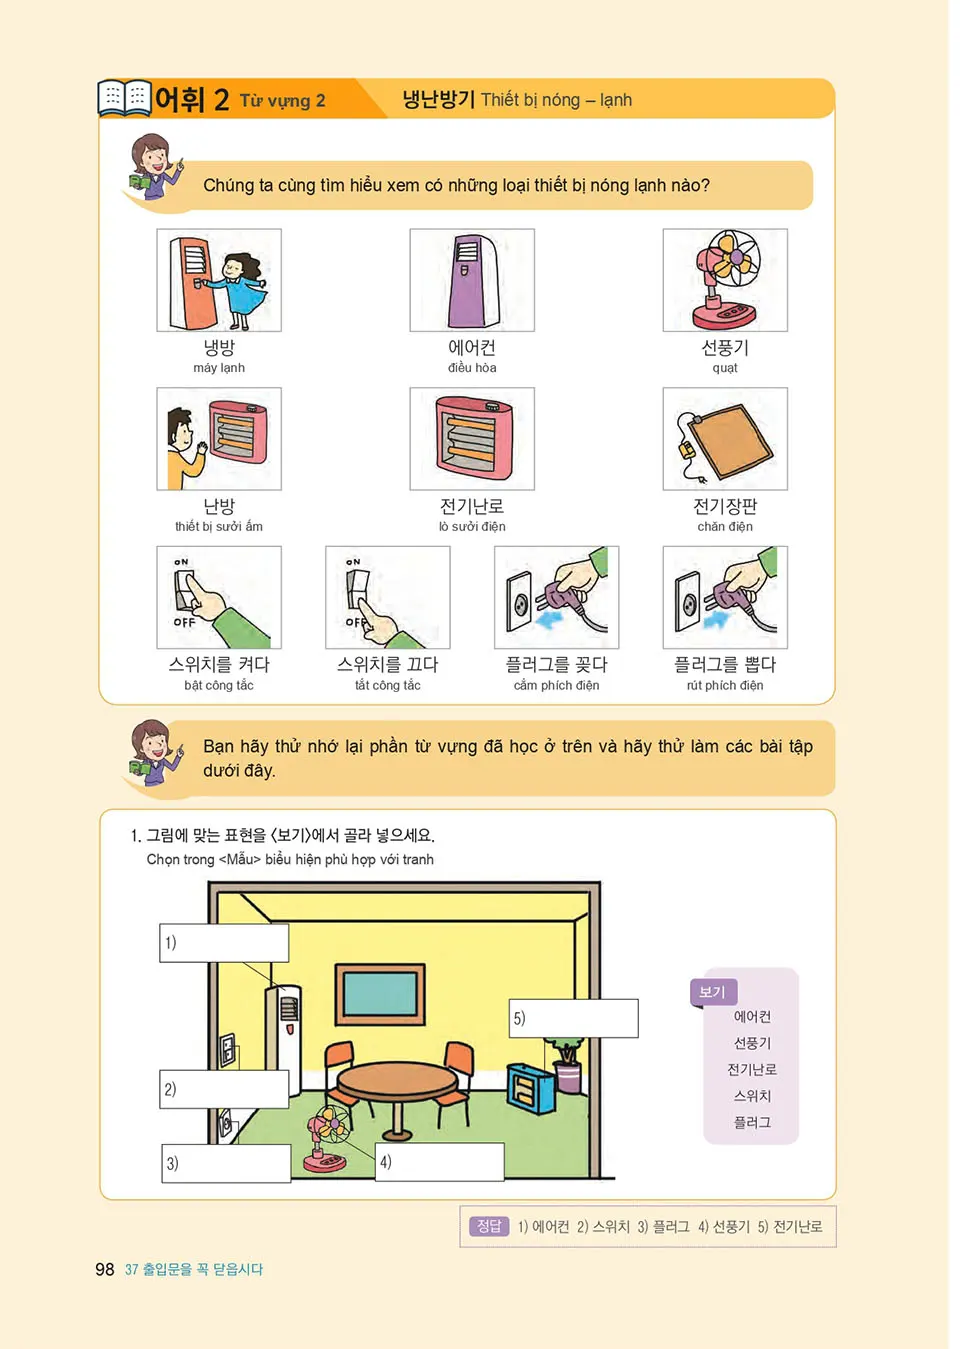 어휘 2 Từ vựng 2 냉난방기 Thiết bị nóng – lạnh
Chúng ta cùng tìm hiểu xem có những loại thiết bị nóng lạnh nào?
냉방 에어컨 선풍기
máy lạnh điều hòa quạt
난방 전기난로 전기장판
thiết bị sưởi ấm lò sưởi điện chăn điện
ON ON
OFF OFF
스위치를 켜다 스위치를 끄다 플러그를 꽂다 플러그를 뽑다
bật công tắc tắt công tắc cắm phích điện rút phích điện
Bạn hãy thử nhớ lại phần từ vựng đã học ở trên và hãy thử làm các bài tập
dưới đây.
1. 그림에 맞는 표현을 〈보기〉에서 골라 넣으세요.
Chọn trong <Mẫu> biểu hiện phù hợp với tranh
1)
2)
3)
4)
5)
보기
에어컨
선풍기
전기난로
스위치
플러그
정답 1) 에어컨 2) 스위치 3) 플러그 4) 선풍기 5) 전기난로
98 37 출입문을 꼭 닫읍시다